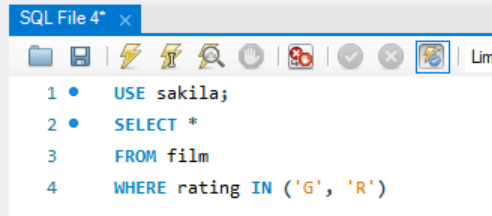 SQL File 4*
Lim
1 USE sakila;
2 SELECT *
3 FROM film
4 WHERE rating IN ('G', 'R')